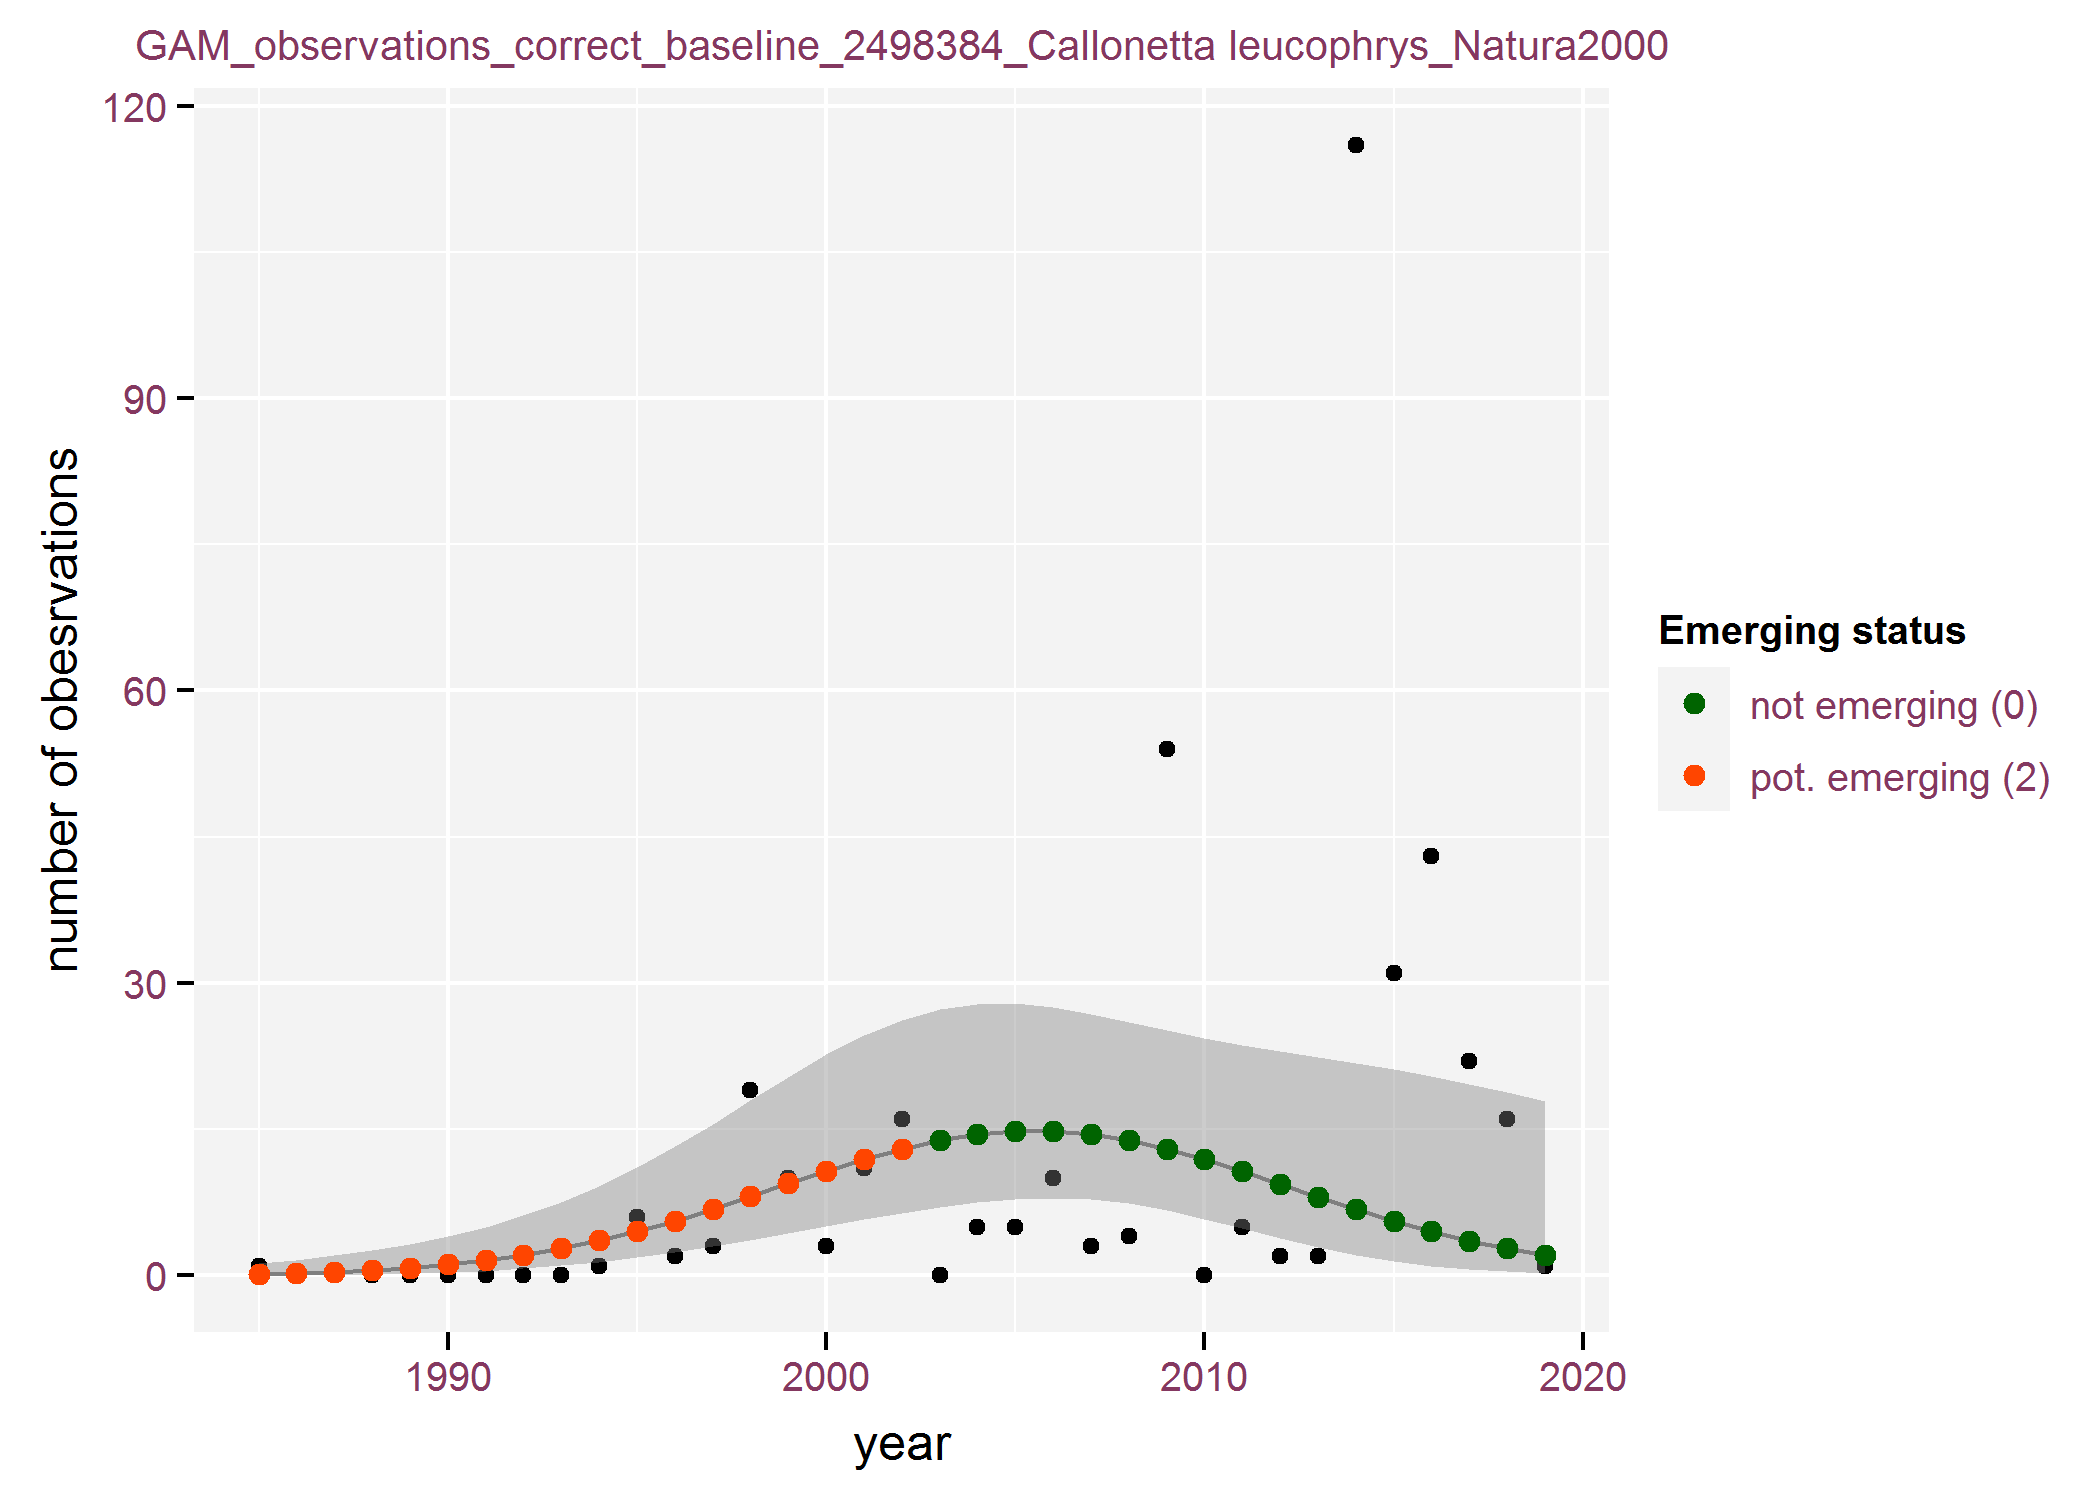 GAM_observations_correct_baseline_2498384_Callonetta leucophrys_Natura2000
120
90
60
30
0
number of obesrvations
1990
2000
2010
2020
year
Emerging status
not emerging (0)
pot. emerging (2)